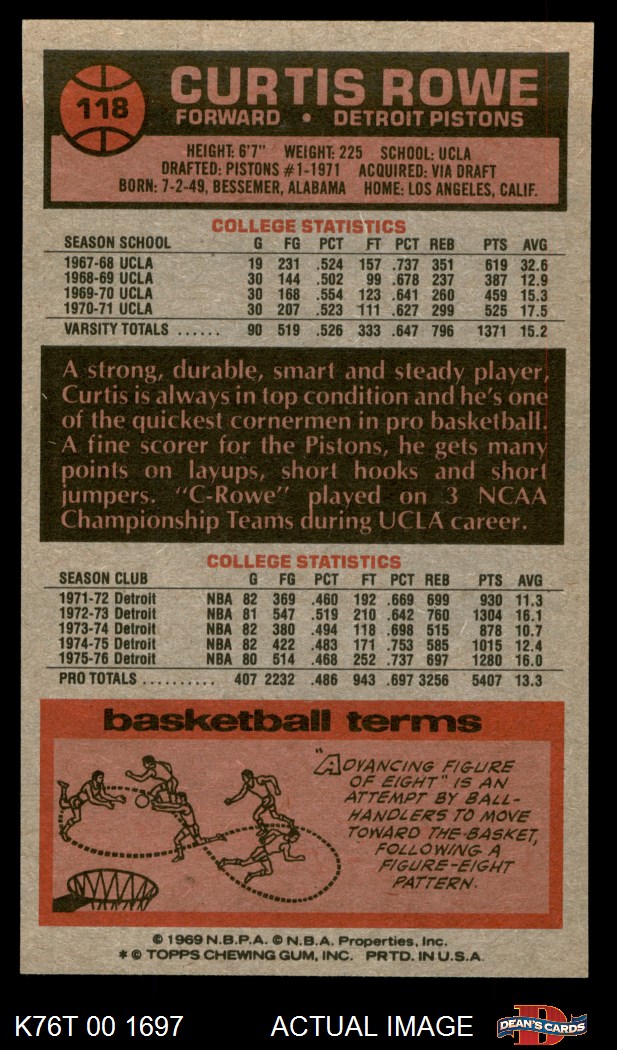 118
CURTIS ROWE
FORWARD • DETROIT PISTONS
HEIGHT: 6'7" WEIGHT: 225 SCHOOL: UCLA
DRAFTED: PISTONS #1-1971 ACQUIRED: VIA DRAFT
BORN: 7-2-49, BESSEMER, ALABAMA HOME: LOS ANGELES, CALIF.
COLLEGE STATISTICS
SEASON SCHOOL G FG PCT FT PCT REB PTS AVG
1967-68 UCLA 19 231 .524 157 .737 351 619 32.6
1968-69 UCLA 30 144 .502 99 .678 237 387 12.9
1969-70 UCLA 30 168 .554 123 .641 260 459 15.3
1970-71 UCLA 30 207 .523 111 .627 299 525 17.5
VARSITY TOTALS ...... 90 519 .526 333 .647 796 1371 15.2
A strong, durable, smart and steady player,
Curtis is always in top condition and he's one
of the quickest cornermen in pro basketball.
A fine scorer for the Pistons, he gets many
points on layups, short hooks and short
jumpers. "C-Rowe" played on 3 NCAA
Championship Teams during UCLA career.
COLLEGE STATISTICS
SEASON CLUB G FG PCT FT PCT REB PTS AVG
1971-72 Detroit NBA 82 369 .460 192 .669 699 930 11.3
1972-73 Detroit NBA 81 547 .519 210 .642 760 1304 16.1
1973-74 Detroit NBA 82 380 .494 118 .698 515 878 10.7
1974-75 Detroit NBA 82 422 .483 171 .753 585 1015 12.4
1975-76 Detroit NBA 80 514 .468 252 .737 697 1280 16.0
PRO TOTALS .......... 407 2232 .486 943 .697 3256 5407 13.3
basketball terms
"ADVANCING FIGURE
OF EIGHT" IS AN
ATTEMPT BY BALL-
HANDLERS TO MOVE
TOWARD THE-BASKET,
FOLLOWING A
FIGURE-EIGHT
PATTERN.
© 1969 N.B.P.A. © N.B.A. Properties, Inc.
* © TOPPS CHEWING GUM, INC. PRTD. IN U.S.A.
K76T 00 1697 ACTUAL IMAGE
D
DEAN'S CARDS